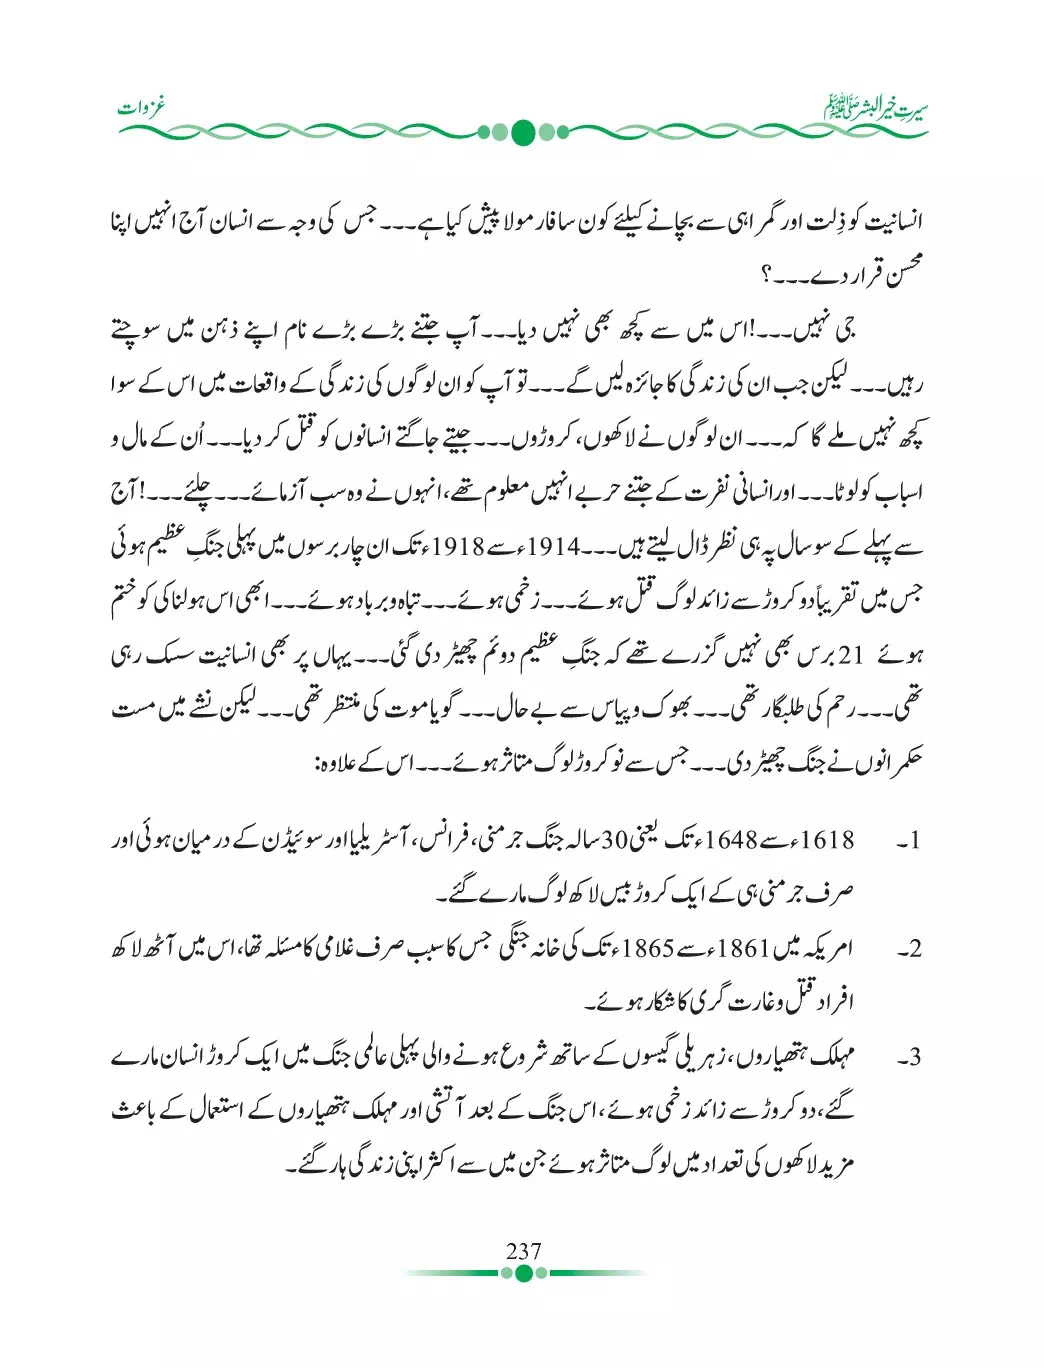 سیرتِ خیرالبشرﷺ
غزوات
انسانیت کو ذِلت اور گمراہی سے بچانے کیلئے کون سا فارمولا پیش کیا ہے۔۔۔ جس کی وجہ سے انسان آج انہیں اپنا
محسن قرار دے۔۔۔؟
جی نہیں۔۔۔!اس میں سے کچھ بھی نہیں دیا۔۔۔آپ جتنے بڑے بڑے نام اپنے ذہن میں سوچتے
رہیں۔۔۔لیکن جب ان کی زندگی کا جائزہ لیں گے۔۔۔تو آپ کو ان لوگوں کی زندگی کے واقعات میں اس کے سوا
کچھ نہیں ملے گا کہ۔۔۔ ان لوگوں نے لاکھوں، کروڑوں۔۔۔جیتے جاگتے انسانوں کو قتل کر دیا۔۔۔اُن کے مال و
اسباب کو لوٹا۔۔۔ اور انسانی نفرت کے جتنے حربے انہیں معلوم تھے، انہوں نے وہ سب آزمائے۔۔۔چلئے۔۔۔!آج
سے پہلے کے سو سال پہ ہی نظر ڈال لیتے ہیں۔۔۔1914ء سے 1918ء تک ان چار برسوں میں پہلی جنگِ عظیم ہوئی
جس میں تقریباً دو کروڑ سے زائد لوگ قتل ہوئے۔۔۔زخمی ہوئے۔۔۔تباہ و برباد ہوئے۔۔۔ابھی اس ہولناکی کو ختم
ہوئے 21 برس بھی نہیں گزرے تھے کہ جنگِ عظیم دوئم چھیڑ دی گئی۔۔۔یہاں پر بھی انسانیت سسک رہی
تھی۔۔۔رحم کی طلبگار تھی۔۔۔بھوک و پیاس سے بے حال۔۔۔گویا موت کی منتظر تھی۔۔۔لیکن نشے میں مست
حکمرانوں نے جنگ چھیڑ دی۔۔۔جس سے نو کروڑ لوگ متاثر ہوئے۔۔۔اس کے علاوہ:
1۔ 1618ء سے 1648ء تک یعنی 30 سالہ جنگ جرمنی، فرانس، آسٹریلیا اور سوئیڈن کے درمیان ہوئی اور
صرف جرمنی ہی کے ایک کروڑ بیس لاکھ لوگ مارے گئے۔
2۔ امریکہ میں 1861ء سے 1865ء تک کی خانہ جنگی جس کا سبب صرف غلامی کا مسئلہ تھا، اس میں آٹھ لاکھ
افراد قتل و غارت گری کا شکار ہوئے۔
3۔ مہلک ہتھیاروں، زہریلی گیسوں کے ساتھ شروع ہونے والی پہلی عالمی جنگ میں ایک کروڑ انسان مارے
گئے، دو کروڑ سے زائد زخمی ہوئے، اس جنگ کے بعد آتشی اور مہلک ہتھیاروں کے استعمال کے باعث
مزید لاکھوں کی تعداد میں لوگ متاثر ہوئے جن میں سے اکثر اپنی زندگی ہار گئے۔
237